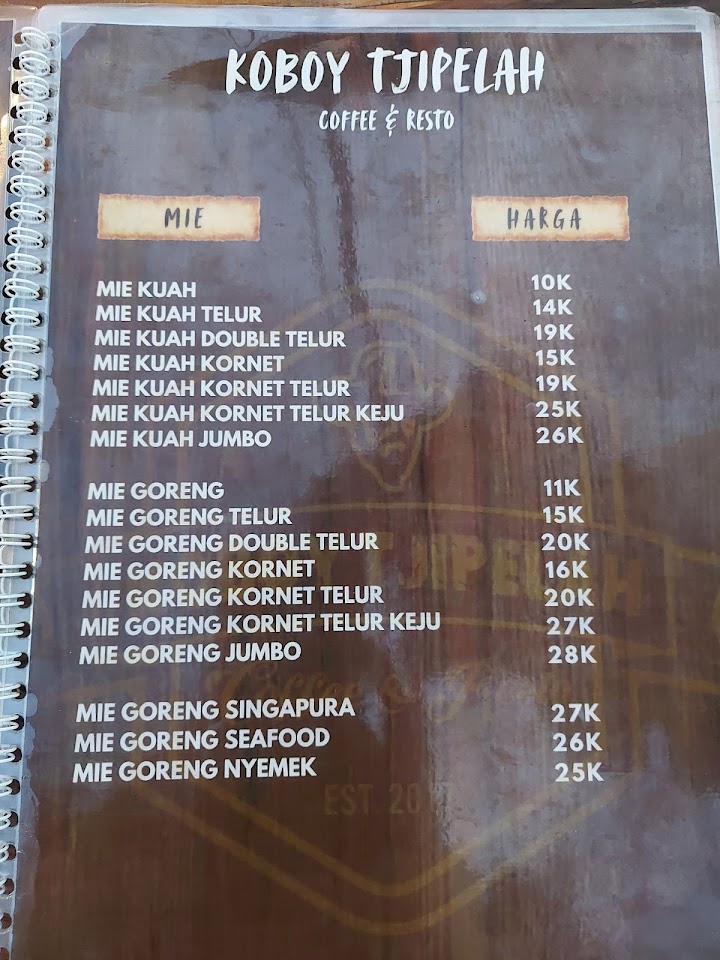 KOBOY TJIPELAH
COFFEE & RESTO
MIE HARGA
MIE KUAH 10K
MIE KUAH TELUR 14K
MIE KUAH DOUBLE TELUR 19K
MIE KUAH KORNET 15K
MIE KUAH KORNET TELUR 19K
MIE KUAH KORNET TELUR KEJU 25K
MIE KUAH JUMBO 26K
MIE GORENG 11K
MIE GORENG TELUR 15K
MIE GORENG DOUBLE TELUR 20K
MIE GORENG KORNET 16K
MIE GORENG KORNET TELUR 20K
MIE GORENG KORNET TELUR KEJU 27K
MIE GORENG JUMBO 28K
MIE GORENG SINGAPURA 27K
MIE GORENG SEAFOOD 26K
MIE GORENG NYEMEK 25K
TJIPELAH
Coffee &
EST.